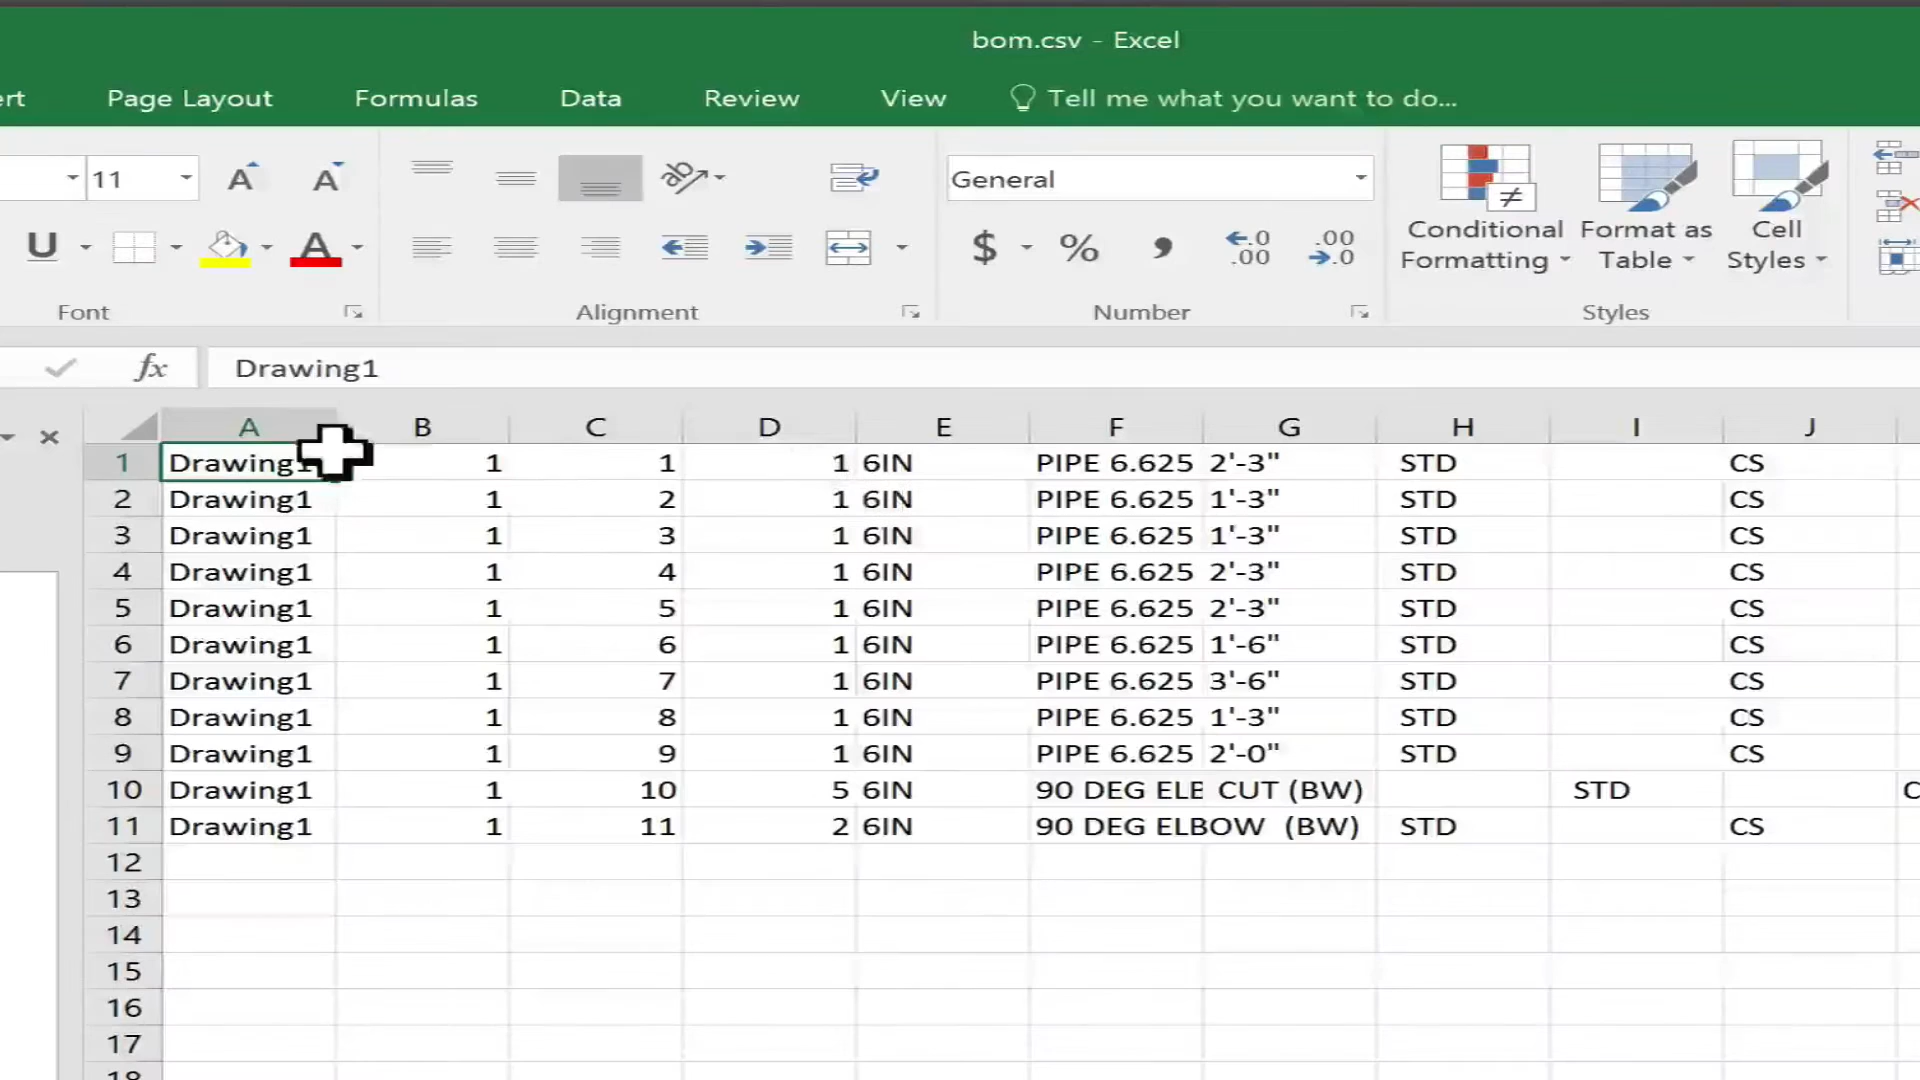 bom.csv - Excel
ert Page Layout Formulas Data Review View Tell me what you want to do...
11 A A General
U A $ % , .0 .00 .00 .0 Conditional Formatting Format as Table Cell Styles
Font Alignment Number Styles
fx Drawing1
A B C D E F G H I J
1 Drawing1 1 1 1 6IN PIPE 6.625 2'-3" STD CS
2 Drawing1 1 2 1 6IN PIPE 6.625 1'-3" STD CS
3 Drawing1 1 3 1 6IN PIPE 6.625 1'-3" STD CS
4 Drawing1 1 4 1 6IN PIPE 6.625 2'-3" STD CS
5 Drawing1 1 5 1 6IN PIPE 6.625 2'-3" STD CS
6 Drawing1 1 6 1 6IN PIPE 6.625 1'-6" STD CS
7 Drawing1 1 7 1 6IN PIPE 6.625 3'-6" STD CS
8 Drawing1 1 8 1 6IN PIPE 6.625 1'-3" STD CS
9 Drawing1 1 9 1 6IN PIPE 6.625 2'-0" STD CS
10 Drawing1 1 10 5 6IN 90 DEG ELE CUT (BW) STD C
11 Drawing1 1 11 2 6IN 90 DEG ELBOW (BW) STD CS
12
13
14
15
16
17
18